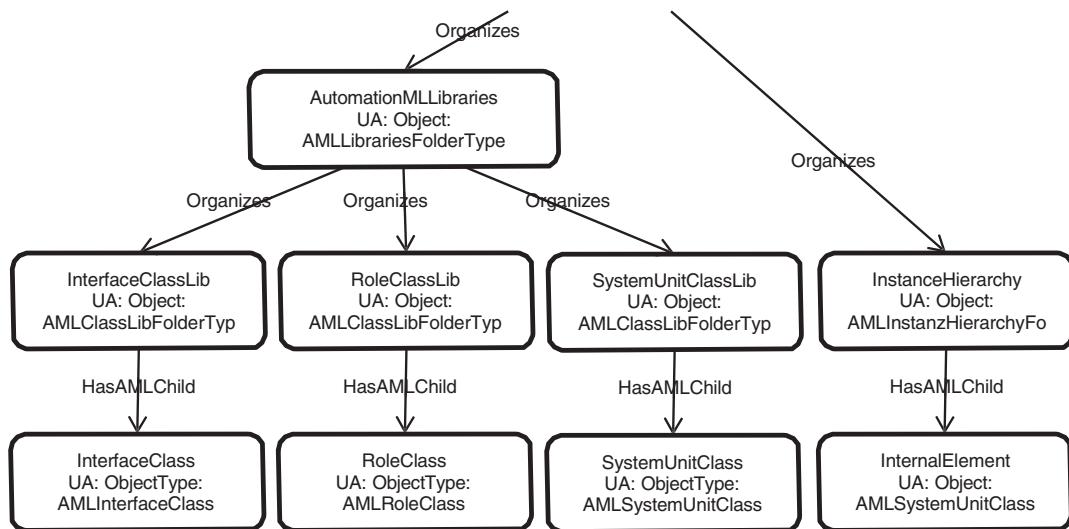 Organizes
AutomationMLLibraries
UA: Object:
AMLLibrariesFolderType
Organizes
Organizes
Organizes
Organizes
InterfaceClassLib
UA: Object:
AMLClassLibFolderTyp
RoleClassLib
UA: Object:
AMLClassLibFolderTyp
SystemUnitClassLib
UA: Object:
AMLClassLibFolderTyp
InstanceHierarchy
UA: Object:
AMLInstanzHierarchyFo
HasAMLChild
HasAMLChild
HasAMLChild
HasAMLChild
InterfaceClass
UA: ObjectType:
AMLInterfaceClass
RoleClass
UA: ObjectType:
AMLRoleClass
SystemUnitClass
UA: ObjectType:
AMLSystemUnitClass
InternalElement
UA: Object:
AMLSystemUnitClass